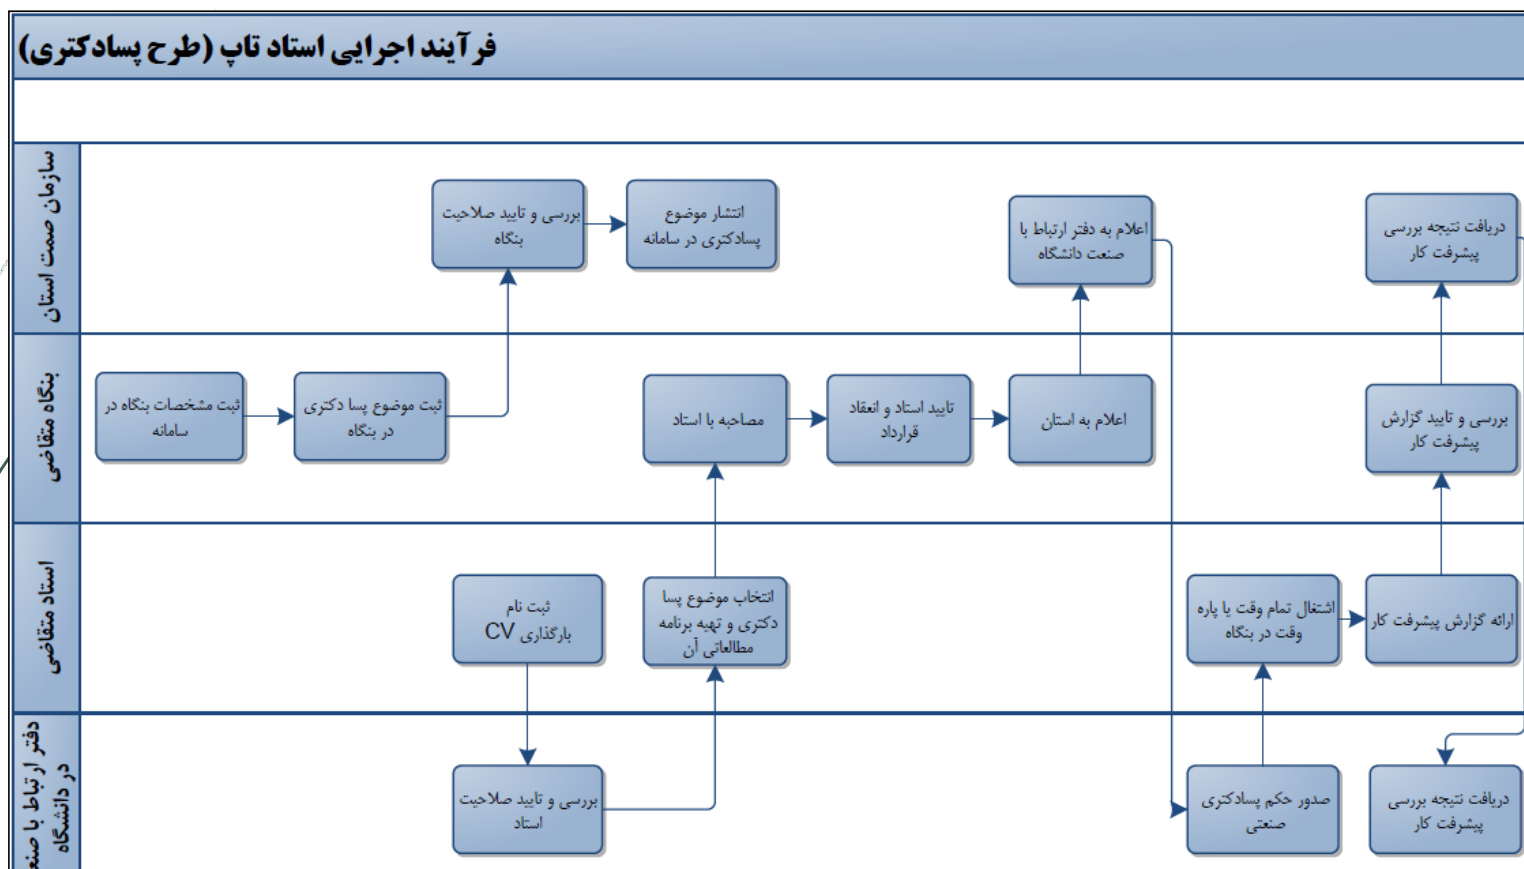 فرآیند اجرایی استاد تاپ (طرح پسادکتری)
سازمان صمت استان
بررسی و تایید صلاحیت
بنگاه
انتشار موضوع
پسادکتری در سامانه
اعلام به دفتر ارتباط با
صنعت دانشگاه
دریافت نتیجه بررسی
پیشرفت کار
بنگاه متقاضی
ثبت مشخصات بنگاه در
سامانه
ثبت موضوع پسا دکتری
در بنگاه
مصاحبه با استاد
تایید استاد و انعقاد
قرارداد
اعلام به استان
بررسی و تایید گزارش
پیشرفت کار
استاد متقاضی
ثبت نام
بارگذاری CV
انتخاب موضوع پسا
دکتری و تهیه برنامه
مطالعاتی آن
اشتغال تمام وقت یا پاره
وقت در بنگاه
ارائه گزارش پیشرفت کار
دفتر ارتباط با صنع
در دانشگاه
بررسی و تایید صلاحیت
استاد
صدور حکم پسادکتری
صنعتی
دریافت نتیجه بررسی
پیشرفت کار